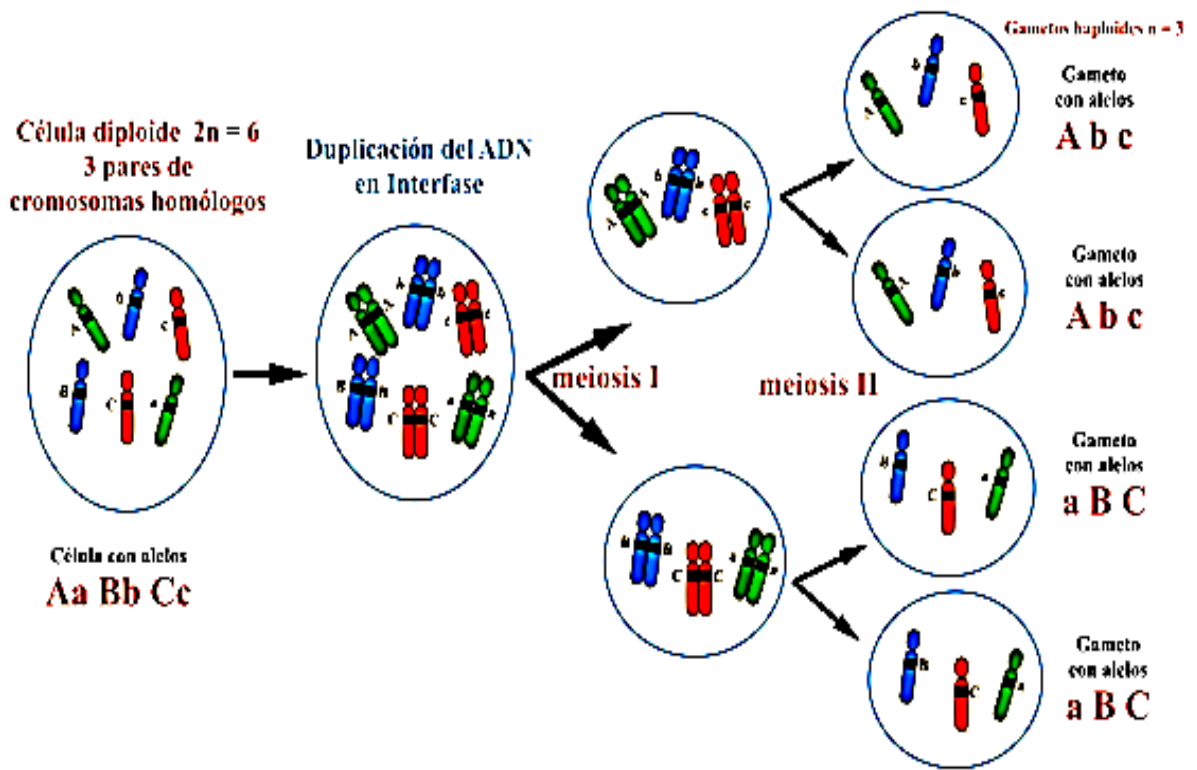 Gametos haploides n = 3
Célula diploide 2n = 6
3 pares de
cromosomas homólogos
Duplicación del ADN
en Interfase
Célula con alelos
Aa Bb Cc
meiosis I
meiosis II
Gameto
con alelos
A b c
Gameto
con alelos
A b c
Gameto
con alelos
a B C
Gameto
con alelos
a B C
A
b
c
B
C
a
A
A
b
b
c
c
B
B
C
C
a
a
A
A
b
b
c
c
B
B
C
C
a
a
A
b
c
A
b
c
B
C
a
B
C
a